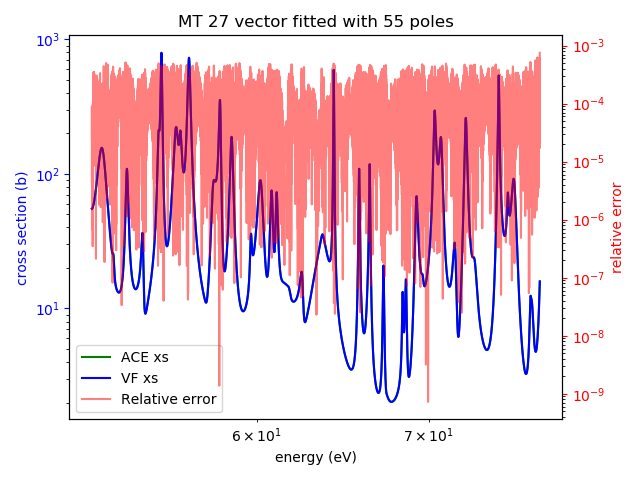 MT 27 vector fitted with 55 poles
10³
10²
10¹
cross section (b)
10⁻³
10⁻⁴
10⁻⁵
10⁻⁶
10⁻⁷
10⁻⁸
10⁻⁹
relative error
ACE xs
VF xs
Relative error
6 × 10¹
7 × 10¹
energy (eV)